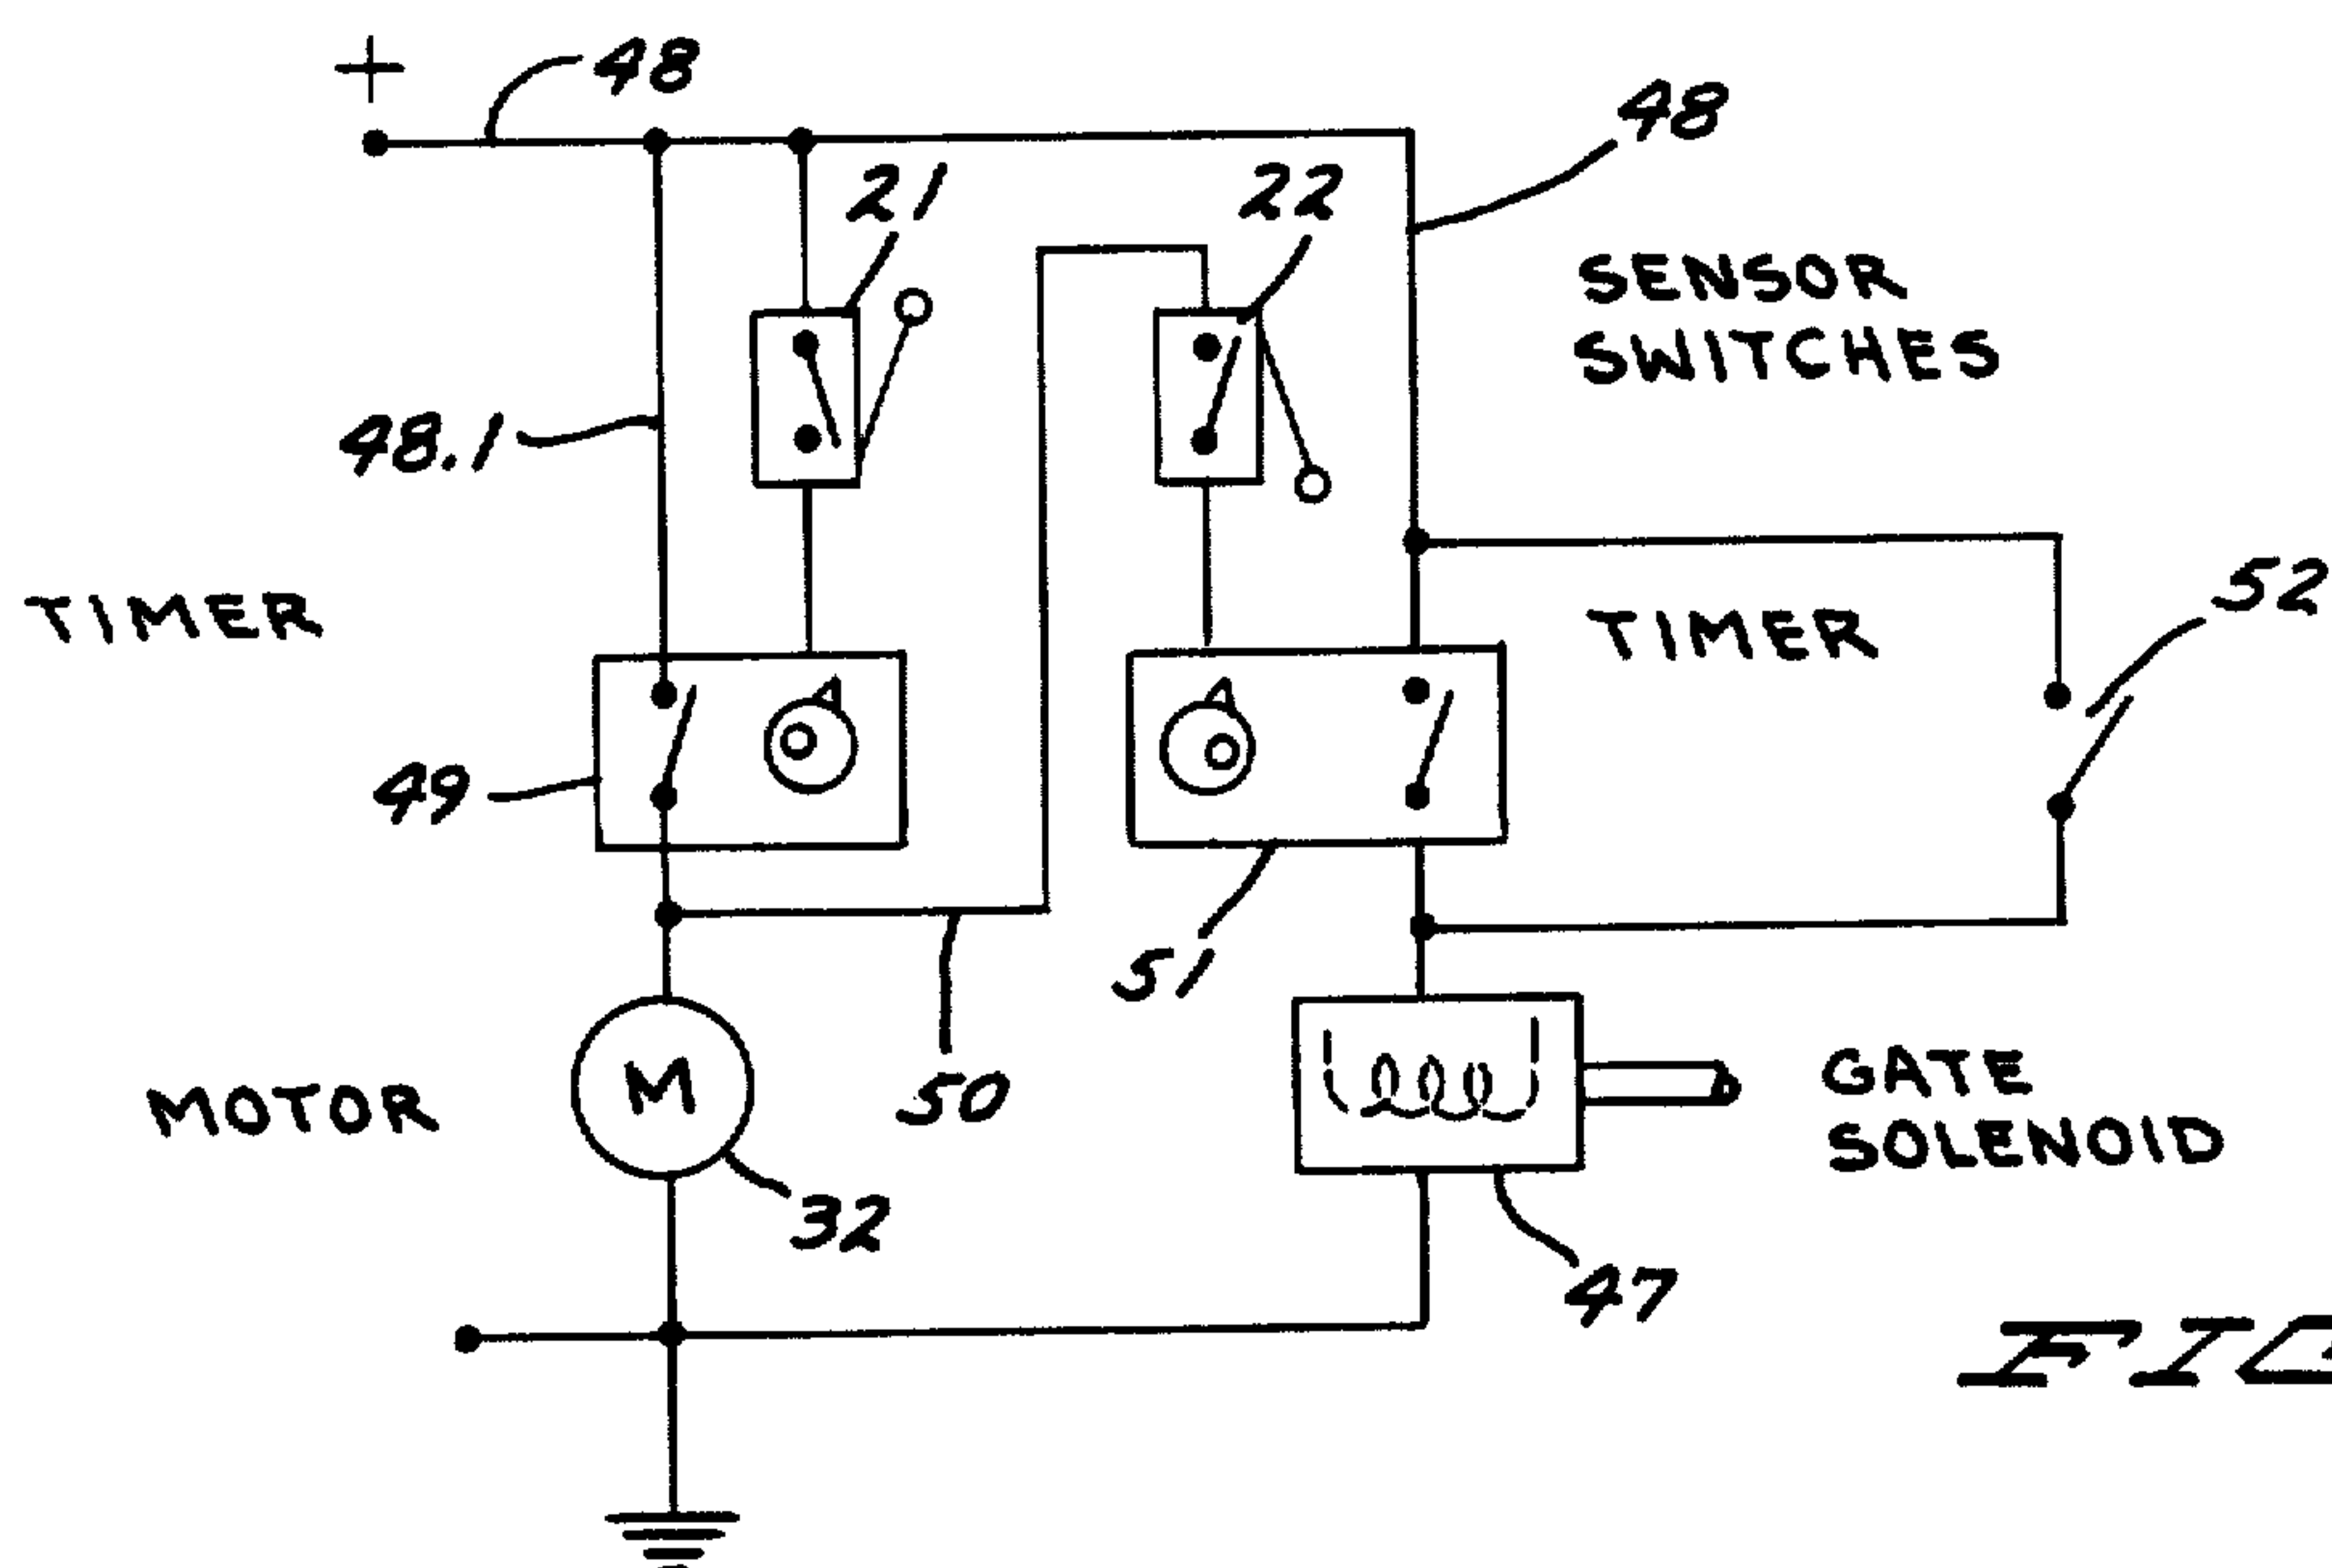 +
48
48
21
22
SENSOR
SWITCHES
48.1
52
TIMER
TIMER
49
51
50
M
MOTOR
GATE
SOLENOID
32
47
FIG